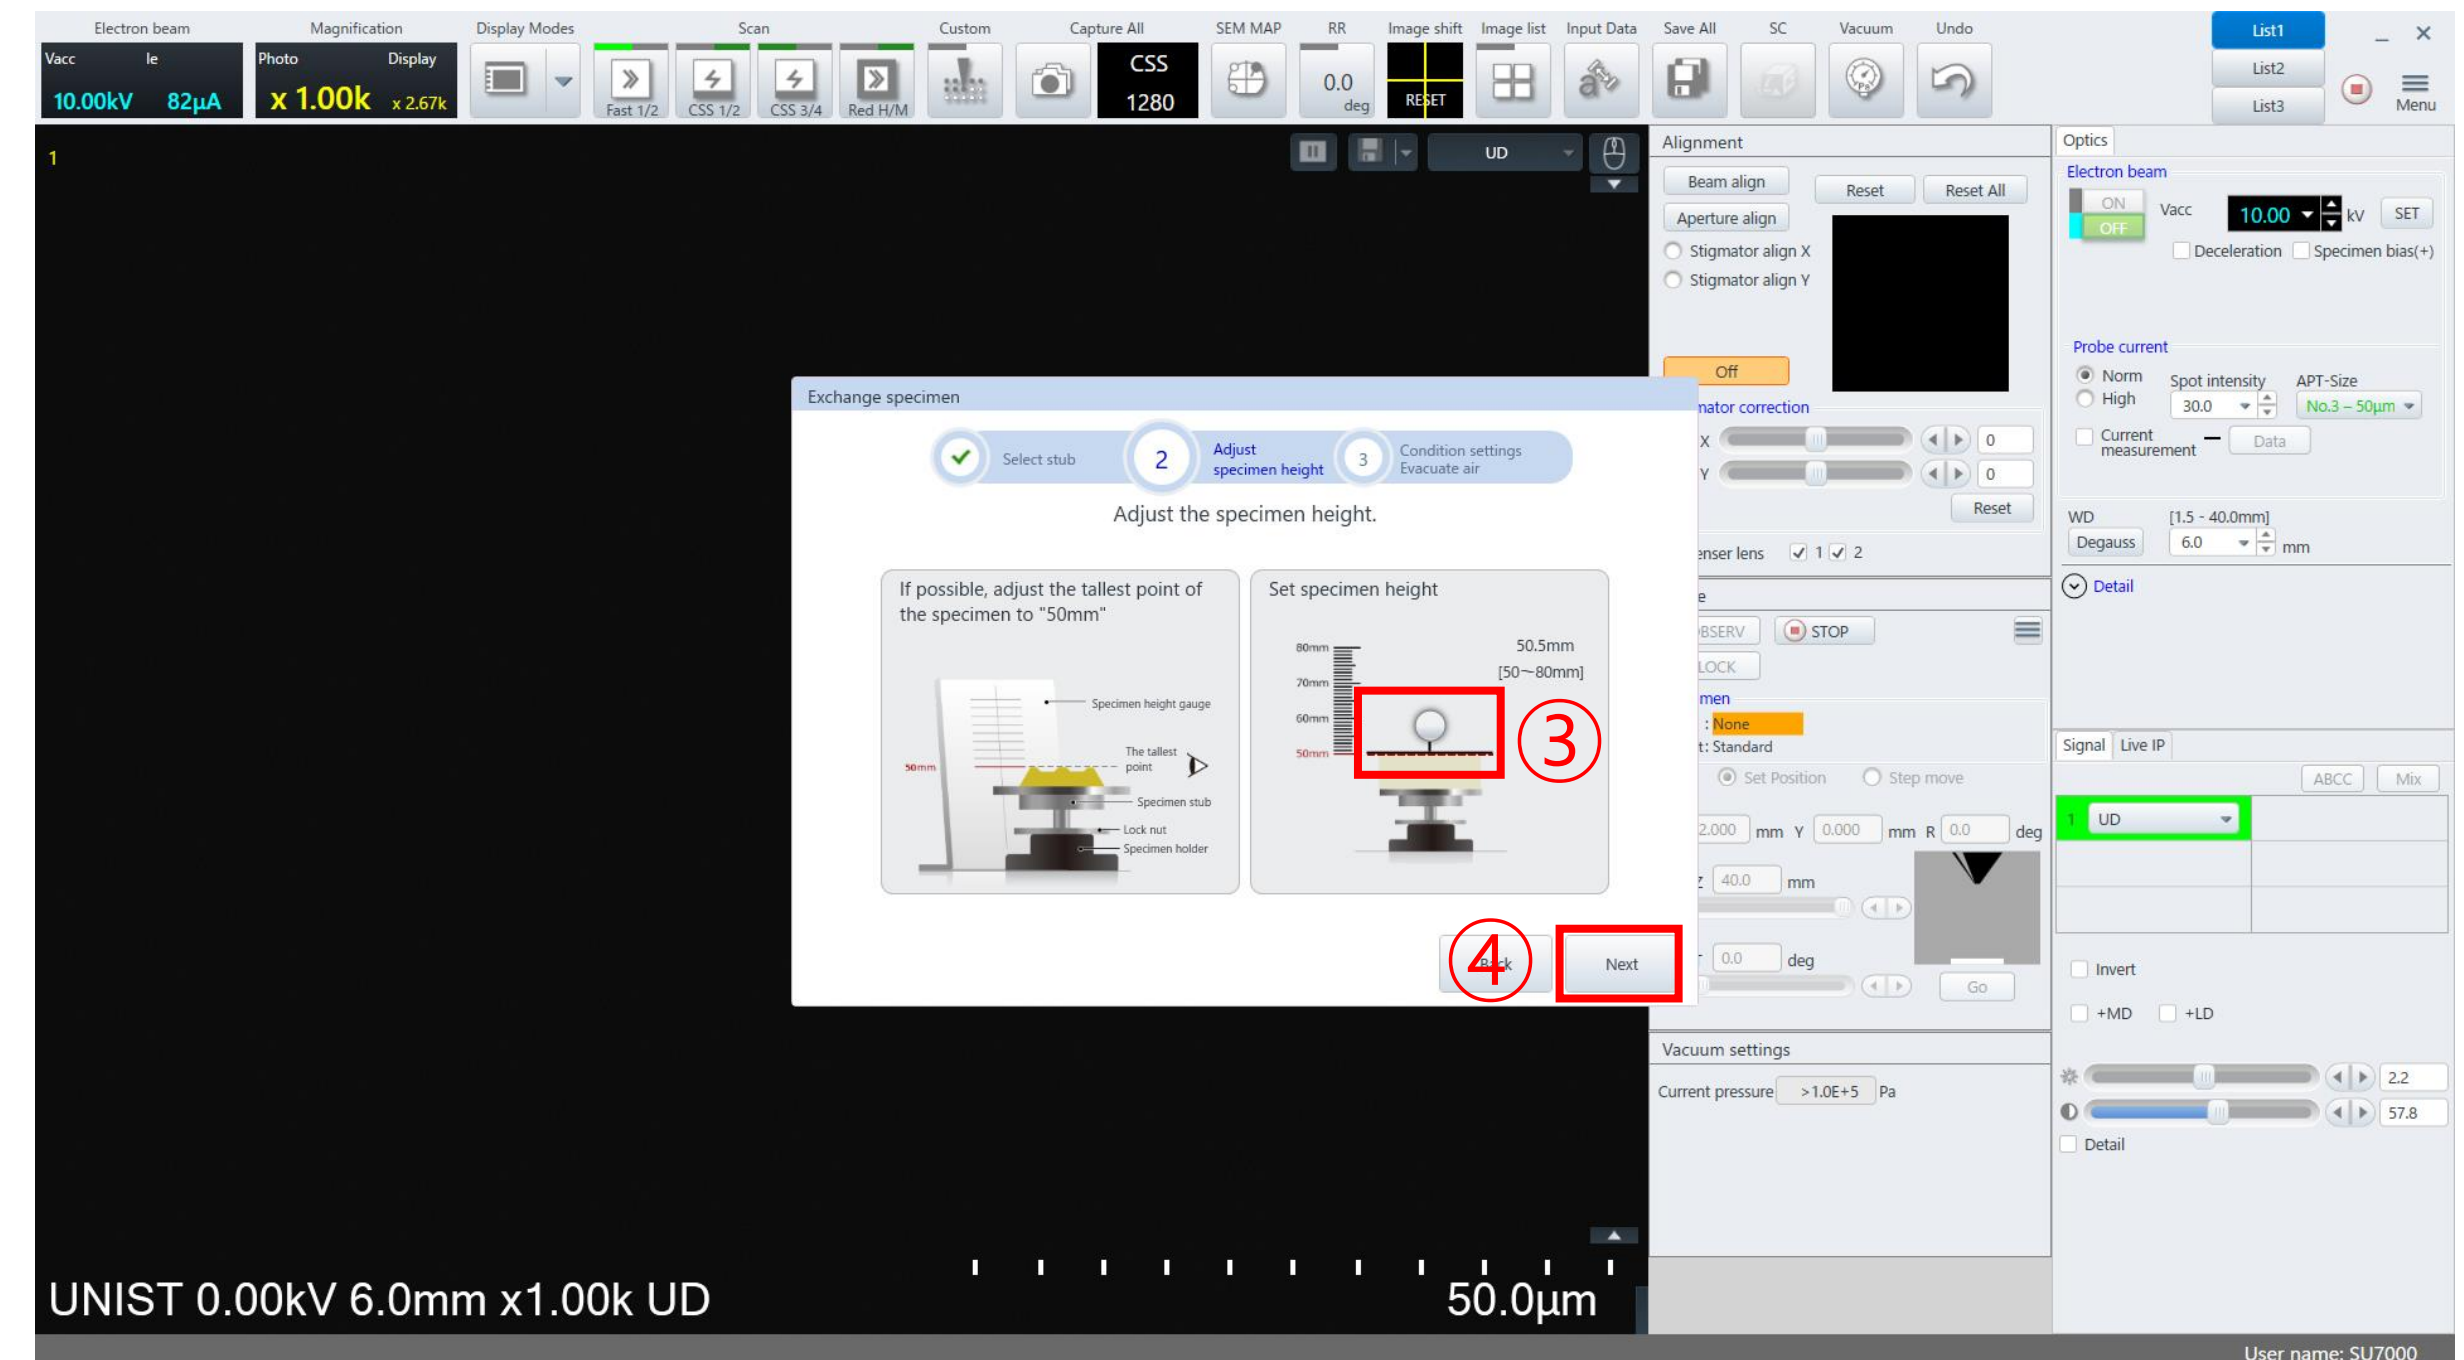 Electron beam
Magnification
Display Modes
Scan
Custom
Capture All
SEM MAP
RR
Image shift
Image list
Input Data
Save All
SC
Vacuum
Undo
List1
List2
List3
Menu
Vacc Ie
10.00kV 82µA
Photo Display
x 1.00k x 2.67k
Fast 1/2
CSS 1/2
CSS 3/4
Red H/M
CSS
1280
0.0
deg
RESET
1
UD
Alignment
Beam align
Reset
Reset All
Aperture align
Stigmator align X
Stigmator align Y
Off
mator correction
X 0
Y 0
Reset
enser lens 1 2
Exchange specimen
Select stub
2
Adjust
specimen height
3
Condition settings
Evacuate air
Adjust the specimen height.
If possible, adjust the tallest point of
the specimen to "50mm"
Specimen height gauge
The tallest
point
50mm
Specimen stub
Lock nut
Specimen holder
Set specimen height
80mm
70mm
60mm
50mm
50.5mm
[50~80mm]
③
④
Back
Next
e
BSERV
STOP
LOCK
men
: None
t: Standard
Set Position
Step move
2.000 mm Y 0.000 mm R 0.0 deg
Z 40.0 mm
T 0.0 deg
Go
Vacuum settings
Current pressure >1.0E+5 Pa
Optics
Electron beam
ON
OFF
Vacc 10.00 kV SET
Deceleration
Specimen bias(+)
Probe current
Norm
High
Spot intensity
30.0
APT-Size
No.3 – 50µm
Current
measurement
Data
WD [1.5 - 40.0mm]
Degauss 6.0 mm
Detail
Signal
Live IP
ABCC
Mix
1 UD
Invert
+MD
+LD
2.2
57.8
Detail
UNIST 0.00kV 6.0mm x1.00k UD
50.0µm
User name: SU7000